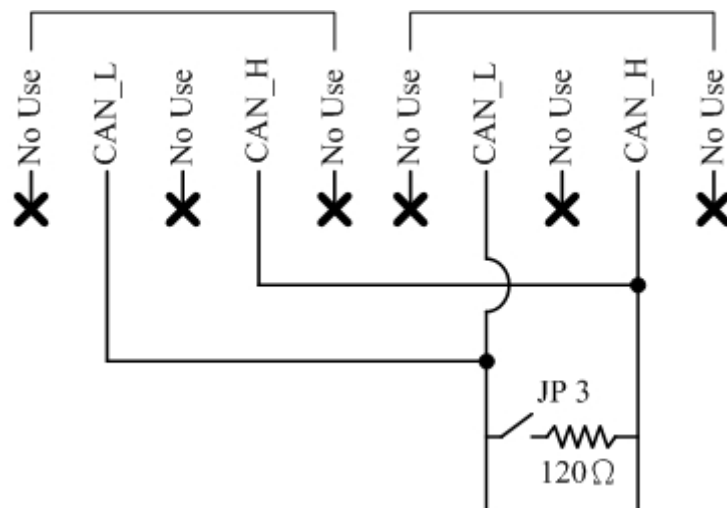 No Use
CAN_L
No Use
CAN_H
No Use
No Use
CAN_L
No Use
CAN_H
No Use
JP 3
120Ω